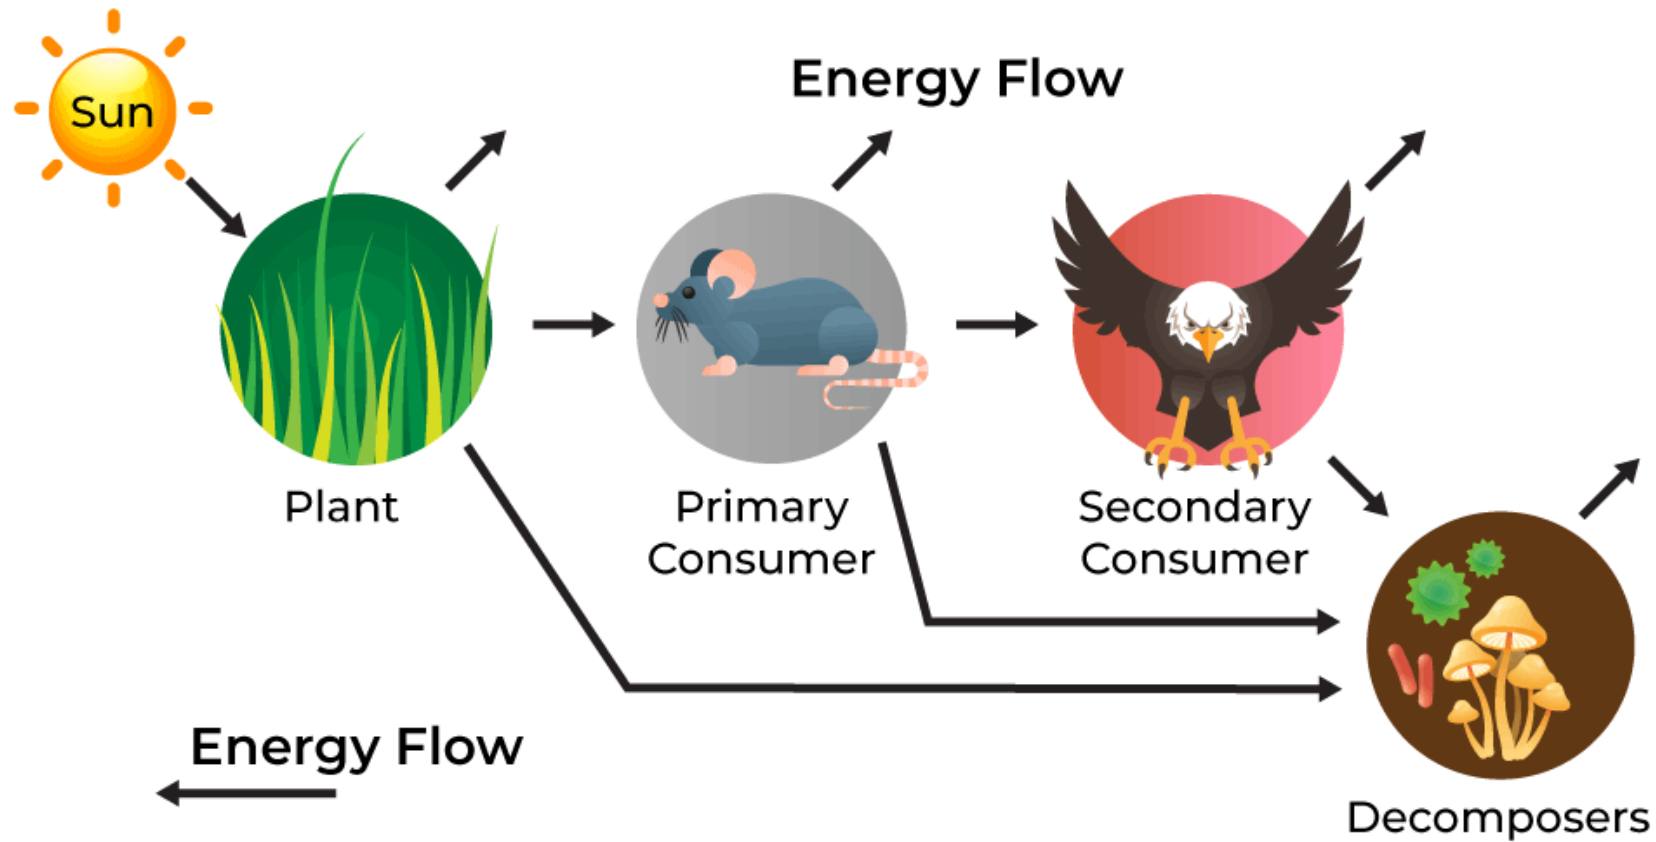 Sun
Energy Flow
Plant
Primary
Consumer
Secondary
Consumer
Energy Flow
Decomposers